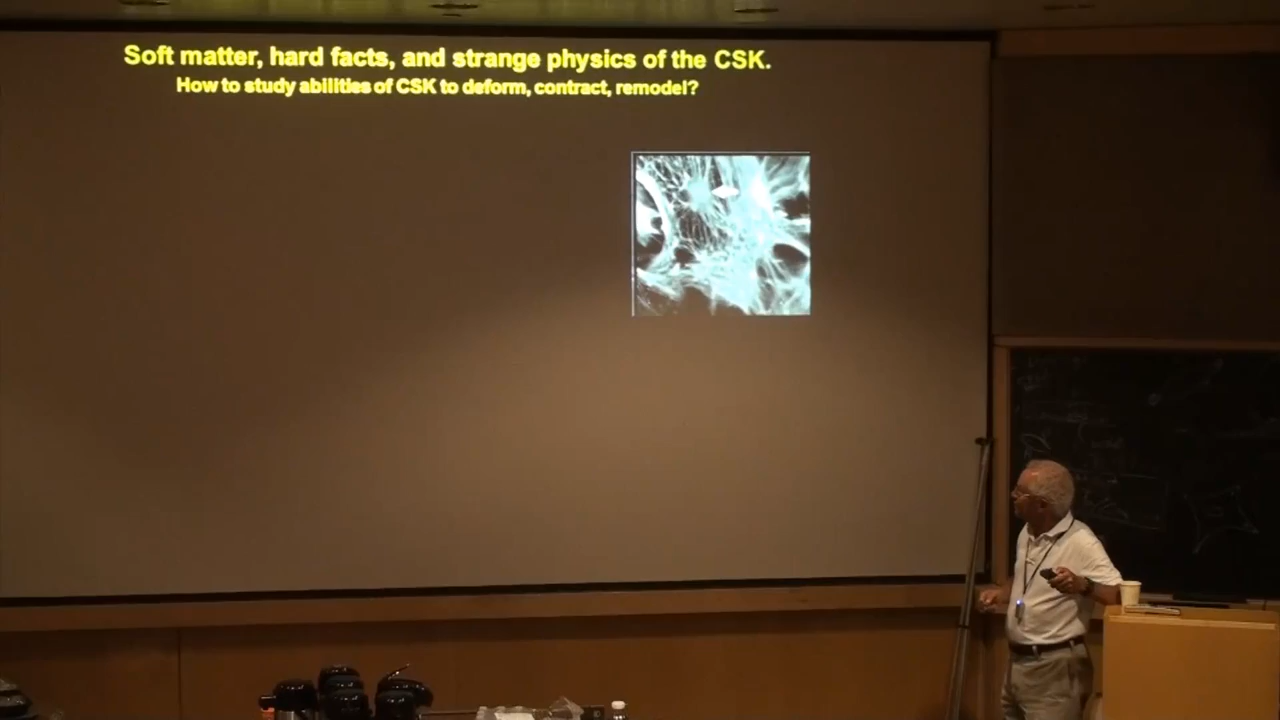 Soft matter, hard facts, and strange physics of the CSK.
How to study abilities of CSK to deform, contract, remodel?